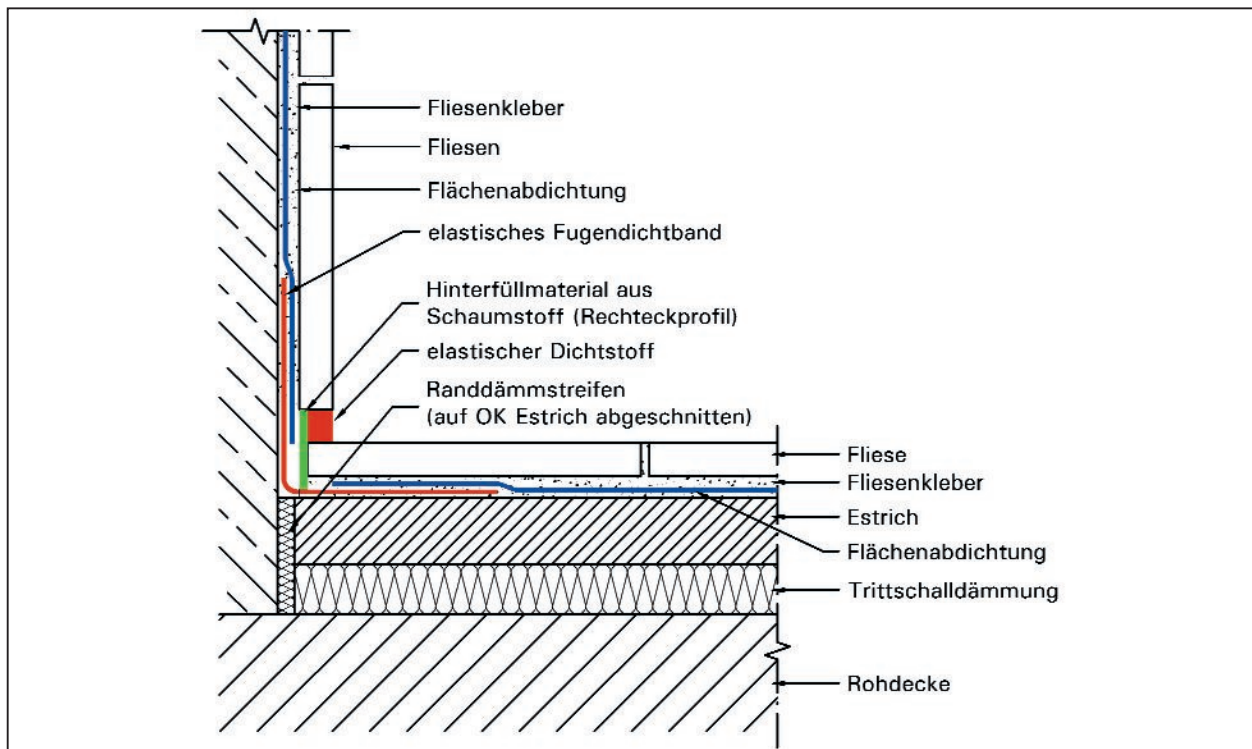 Fliesenkleber
Fliesen
Flächenabdichtung
elastisches Fugendichtband
Hinterfüllmaterial aus
Schaumstoff (Rechteckprofil)
elastischer Dichtstoff
Randdämmstreifen
(auf OK Estrich abgeschnitten)
Fliese
Fliesenkleber
Estrich
Flächenabdichtung
Trittschalldämmung
Rohdecke